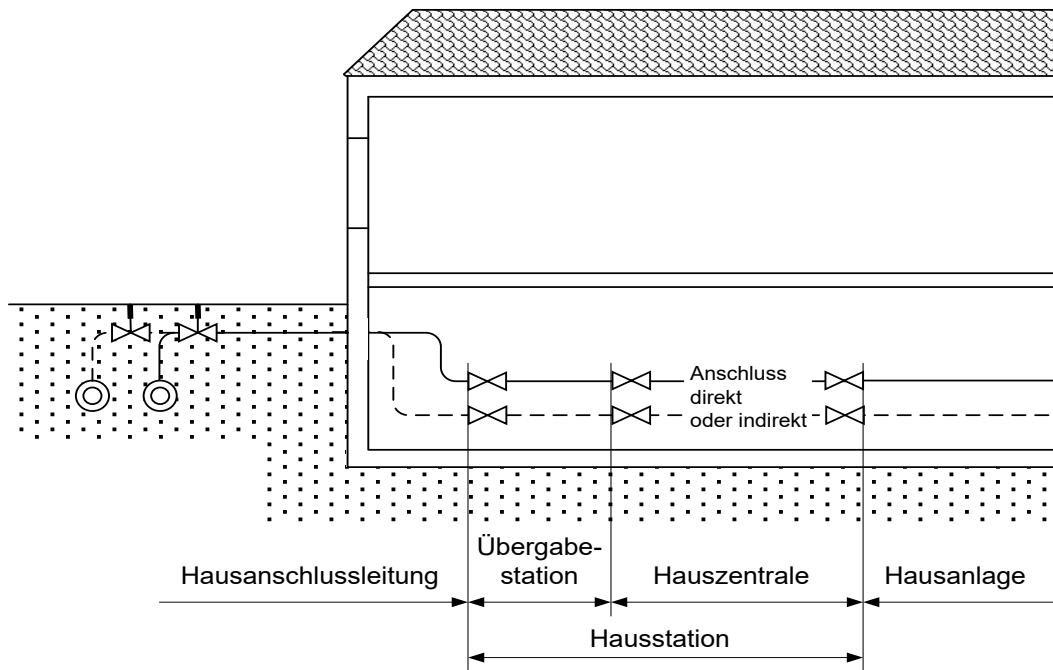 Anschluss
direkt
oder indirekt
Hausanschlussleitung
Übergabe-
station
Hauszentrale
Hausanlage
Hausstation